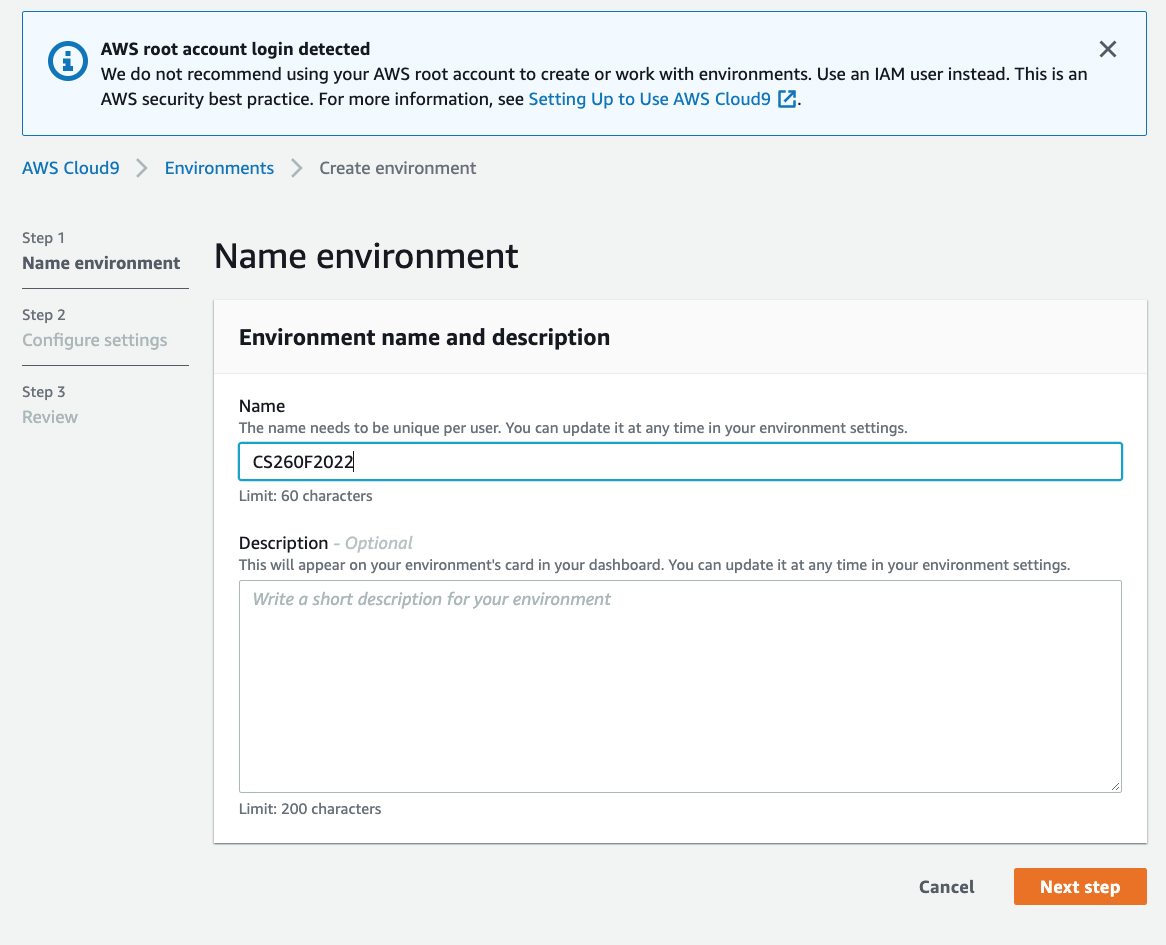 AWS root account login detected
We do not recommend using your AWS root account to create or work with environments. Use an IAM user instead. This is an
AWS security best practice. For more information, see Setting Up to Use AWS Cloud9.
AWS Cloud9 Environments Create environment
Step 1
Name environment
Step 2
Configure settings
Step 3
Review
Name environment
Environment name and description
Name
The name needs to be unique per user. You can update it at any time in your environment settings.
CS260F2022
Limit: 60 characters
Description - Optional
This will appear on your environment's card in your dashboard. You can update it at any time in your environment settings.
Write a short description for your environment
Limit: 200 characters
Cancel Next step